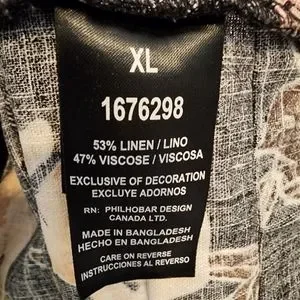 XL
1676298
53% LINEN / LINO
47% VISCOSE / VISCOSA
EXCLUSIVE OF DECORATION
EXCLUYE ADORNOS
RN: PHILHOBAR DESIGN
CANADA LTD.
MADE IN BANGLADESH
HECHO EN BANGLADESH
CARE ON REVERSE
INSTRUCCIONES AL REVERSO